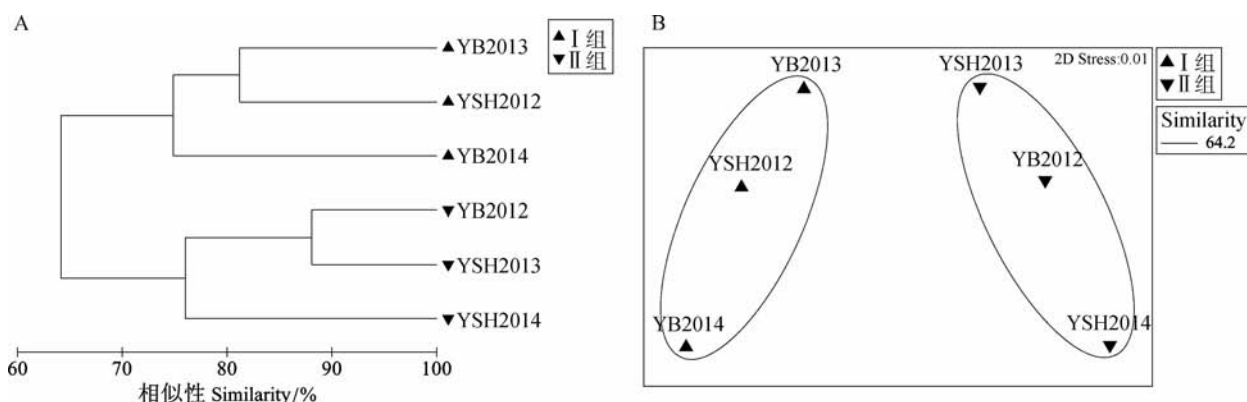 A
YB2013
YSH2012
YB2014
YB2012
YSH2013
YSH2014
Ⅰ组
Ⅱ组
60 70 80 90 100
相似性 Similarity/%
B
2D Stress:0.01
YB2013
YSH2013
YSH2012
YB2012
YB2014
YSH2014
Ⅰ组
Ⅱ组
Similarity
64.2